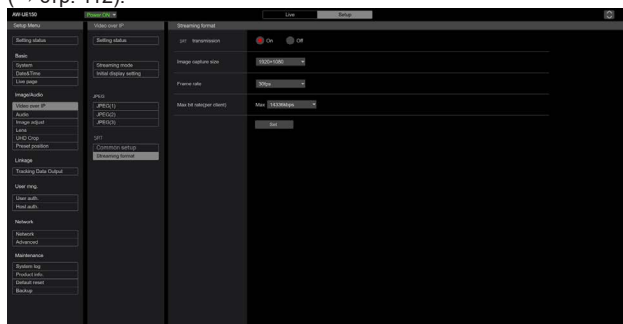 AW-UE150 Power ON Live Setup
Setup Menu Video over IP Streaming format
Setting status Setting status SRT transmission On Off
Basic
System Streaming mode Image capture size 1920×1080
Date&Time Initial display setting
Live page
Frame rate 30fps
Image/Audio JPEG
Video over IP JPEG(1) Max bit rate(per client) Max
Audio JPEG(2)
Image adjust JPEG(3) Set
Lens
UHD Crop SRT
Preset position Common setup
Streaming format
Linkage
Tracking Data Output
User mng.
User auth.
Host auth.
Network
Network
Advanced
Maintenance
System log
Product info.
Default reset
Backup